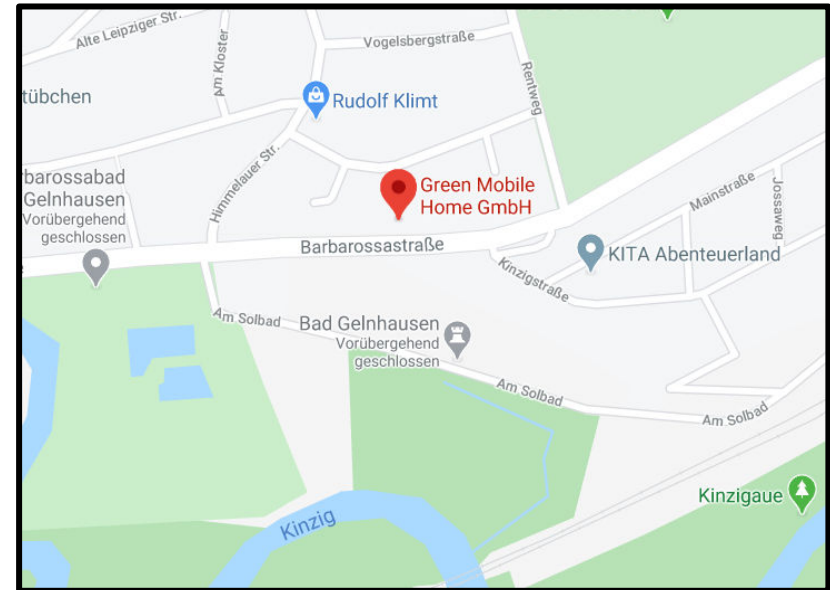 Alte Leipziger Str.
Am Kloster
Vogelsbergstraße
Rentweg
tübchen
Rudolf Klimt
barossabad
Gelnhausen
Vorübergehend
geschlossen
Himmelauer Str.
Green Mobile
Home GmbH
Mainstraße
Jossaweg
Barbarossastraße
KITA Abenteuerland
Kinzigstraße
Am Solbad
Bad Gelnhausen
Vorübergehend
geschlossen
Am Solbad
Am Solbad
Kinzigaue
Kinzig